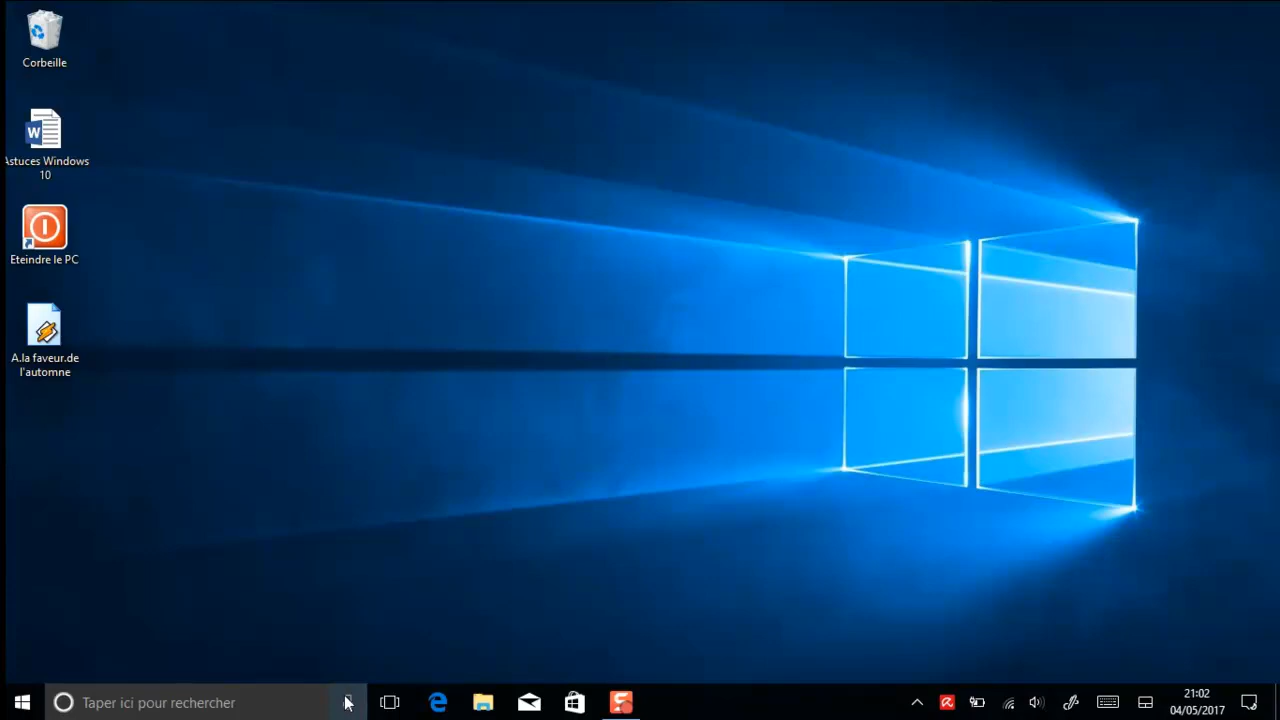 Corbeille
Astuces Windows
10
Eteindre le PC
A.la faveur.de
l'automne
Taper ici pour rechercher
21:02
04/05/2017